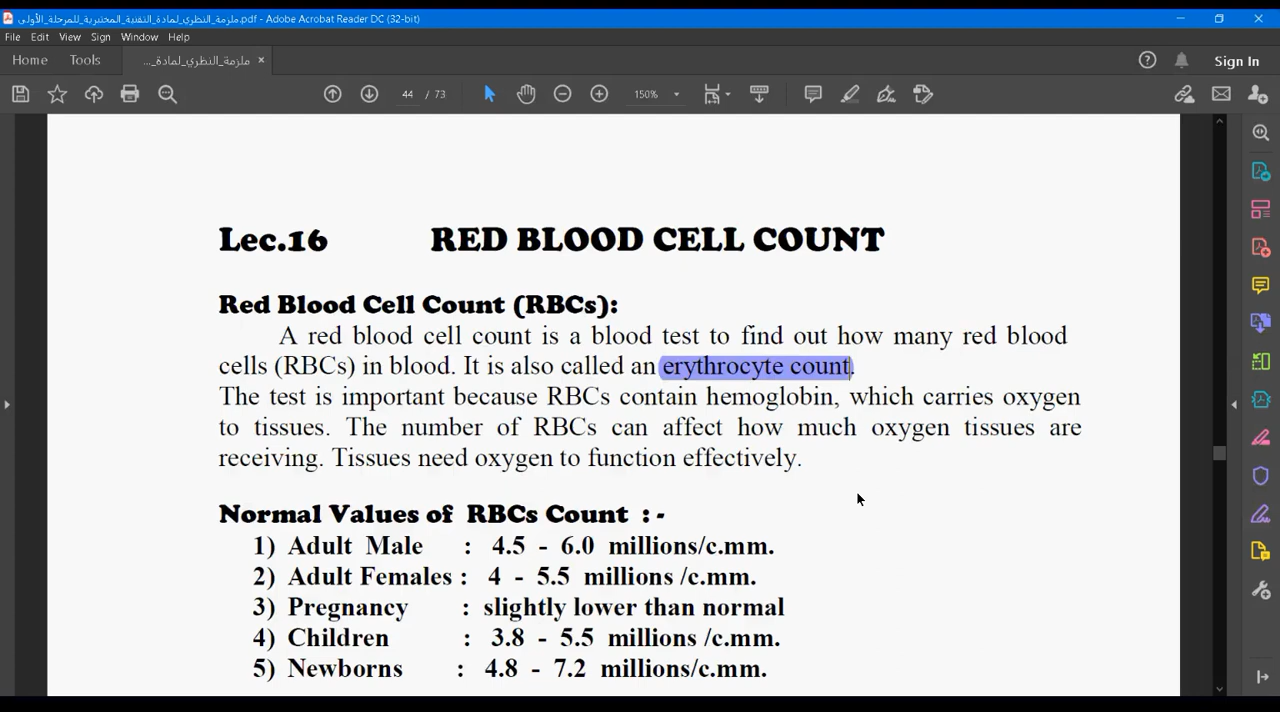 ملزمة_النظري_لمادة_التقنية_المختبرية_للمرحلة_الأولى.pdf - Adobe Acrobat Reader DC (32-bit)
File Edit View Sign Window Help
Home Tools ملزمة_النظري_لمادة_... × Sign In
44 / 73 150%
Lec.16 RED BLOOD CELL COUNT
Red Blood Cell Count (RBCs):
A red blood cell count is a blood test to find out how many red blood
cells (RBCs) in blood. It is also called an erythrocyte count.
The test is important because RBCs contain hemoglobin, which carries oxygen
to tissues. The number of RBCs can affect how much oxygen tissues are
receiving. Tissues need oxygen to function effectively.
Normal Values of RBCs Count : -
1) Adult Male : 4.5 - 6.0 millions/c.mm.
2) Adult Females : 4 - 5.5 millions /c.mm.
3) Pregnancy : slightly lower than normal
4) Children : 3.8 - 5.5 millions /c.mm.
5) Newborns : 4.8 - 7.2 millions/c.mm.